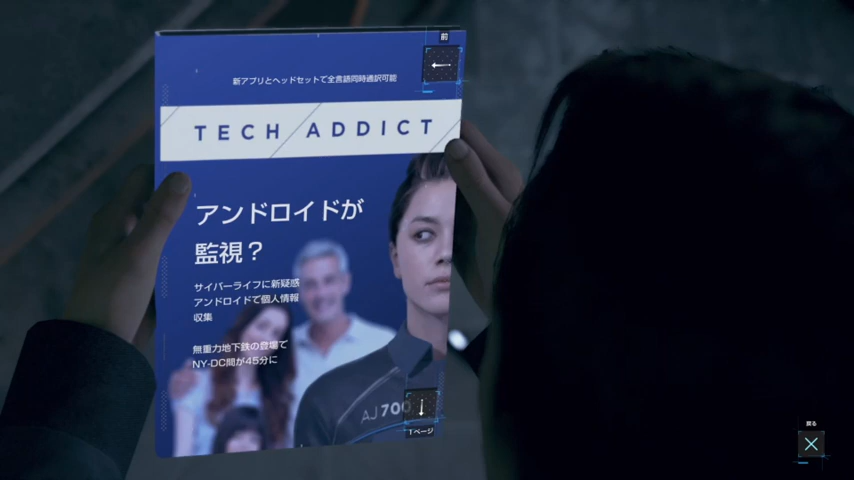 前
新アプリとヘッドセットで全言語同時通訳可能
TECH ADDICT
アンドロイドが
監視？
サイバーライフに新疑惑
アンドロイドで個人情報
収集
無重力地下鉄の登場で
NY-DC間が45分に
AJ700
1ページ
戻る